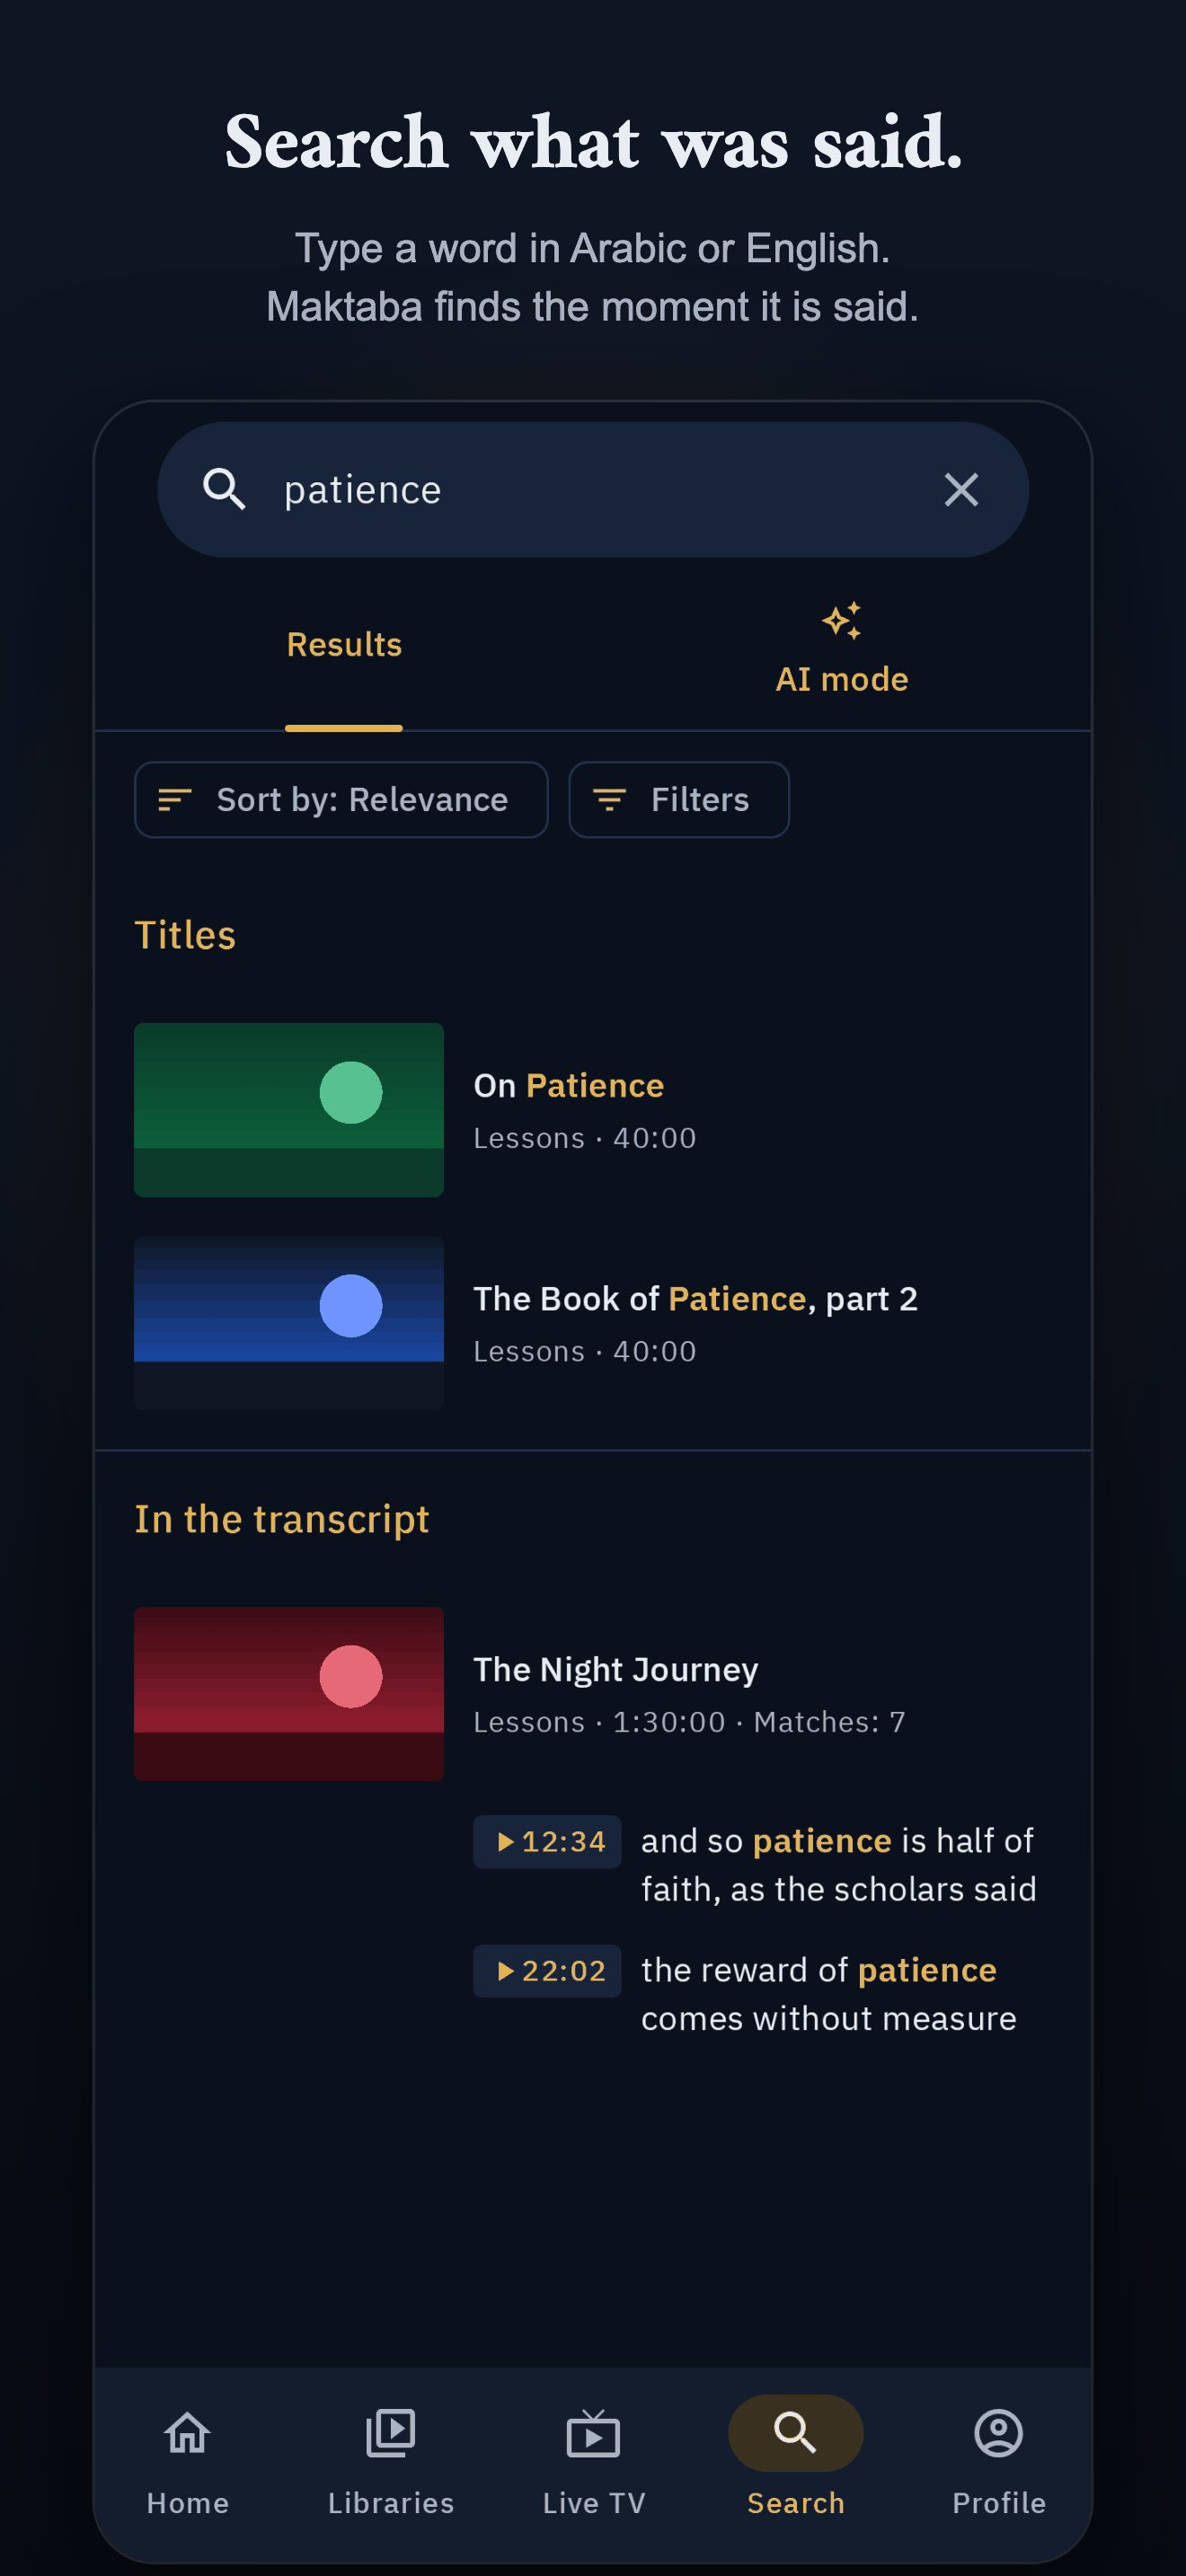 Search what was said.
Type a word in Arabic or English.
Maktaba finds the moment it is said.
patience
Results
AI mode
Sort by: Relevance
Filters
Titles
On Patience
Lessons · 40:00
The Book of Patience, part 2
Lessons · 40:00
In the transcript
The Night Journey
Lessons · 1:30:00 · Matches: 7
12:34
and so patience is half of
faith, as the scholars said
22:02
the reward of patience
comes without measure
Home
Libraries
Live TV
Search
Profile